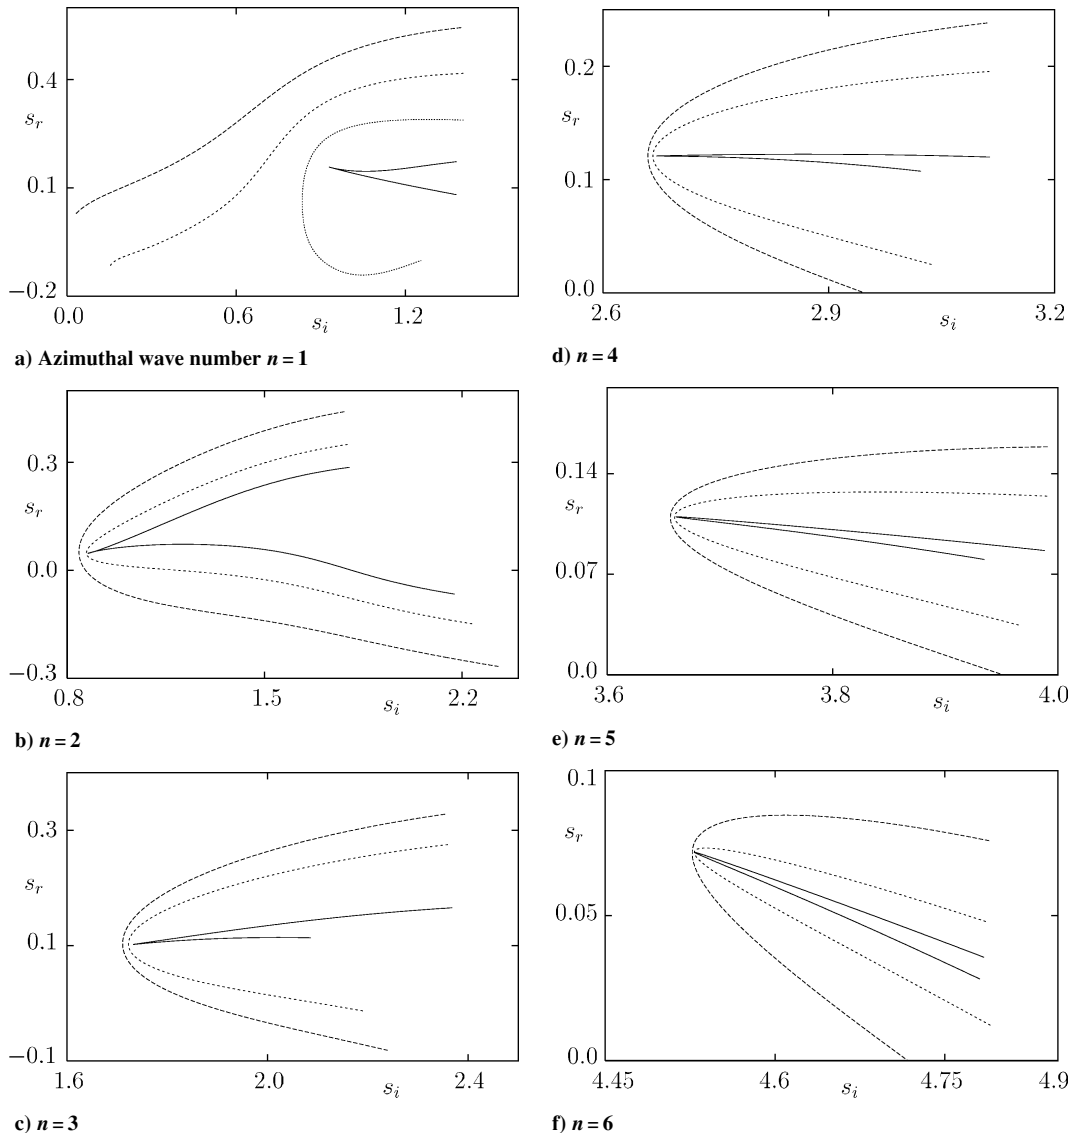 0.4
s_r
0.1
−0.2
0.0
0.6
s_i
1.2
a) Azimuthal wave number n = 1
0.3
s_r
0.0
−0.3
0.8
1.5
s_i
2.2
b) n = 2
0.3
s_r
0.1
−0.1
1.6
2.0
s_i
2.4
c) n = 3
0.2
s_r
0.1
0.0
2.6
2.9
s_i
3.2
d) n = 4
0.14
s_r
0.07
0.0
3.6
3.8
s_i
4.0
e) n = 5
0.1
s_r
0.05
0.0
4.45
4.6
s_i
4.75
4.9
f) n = 6